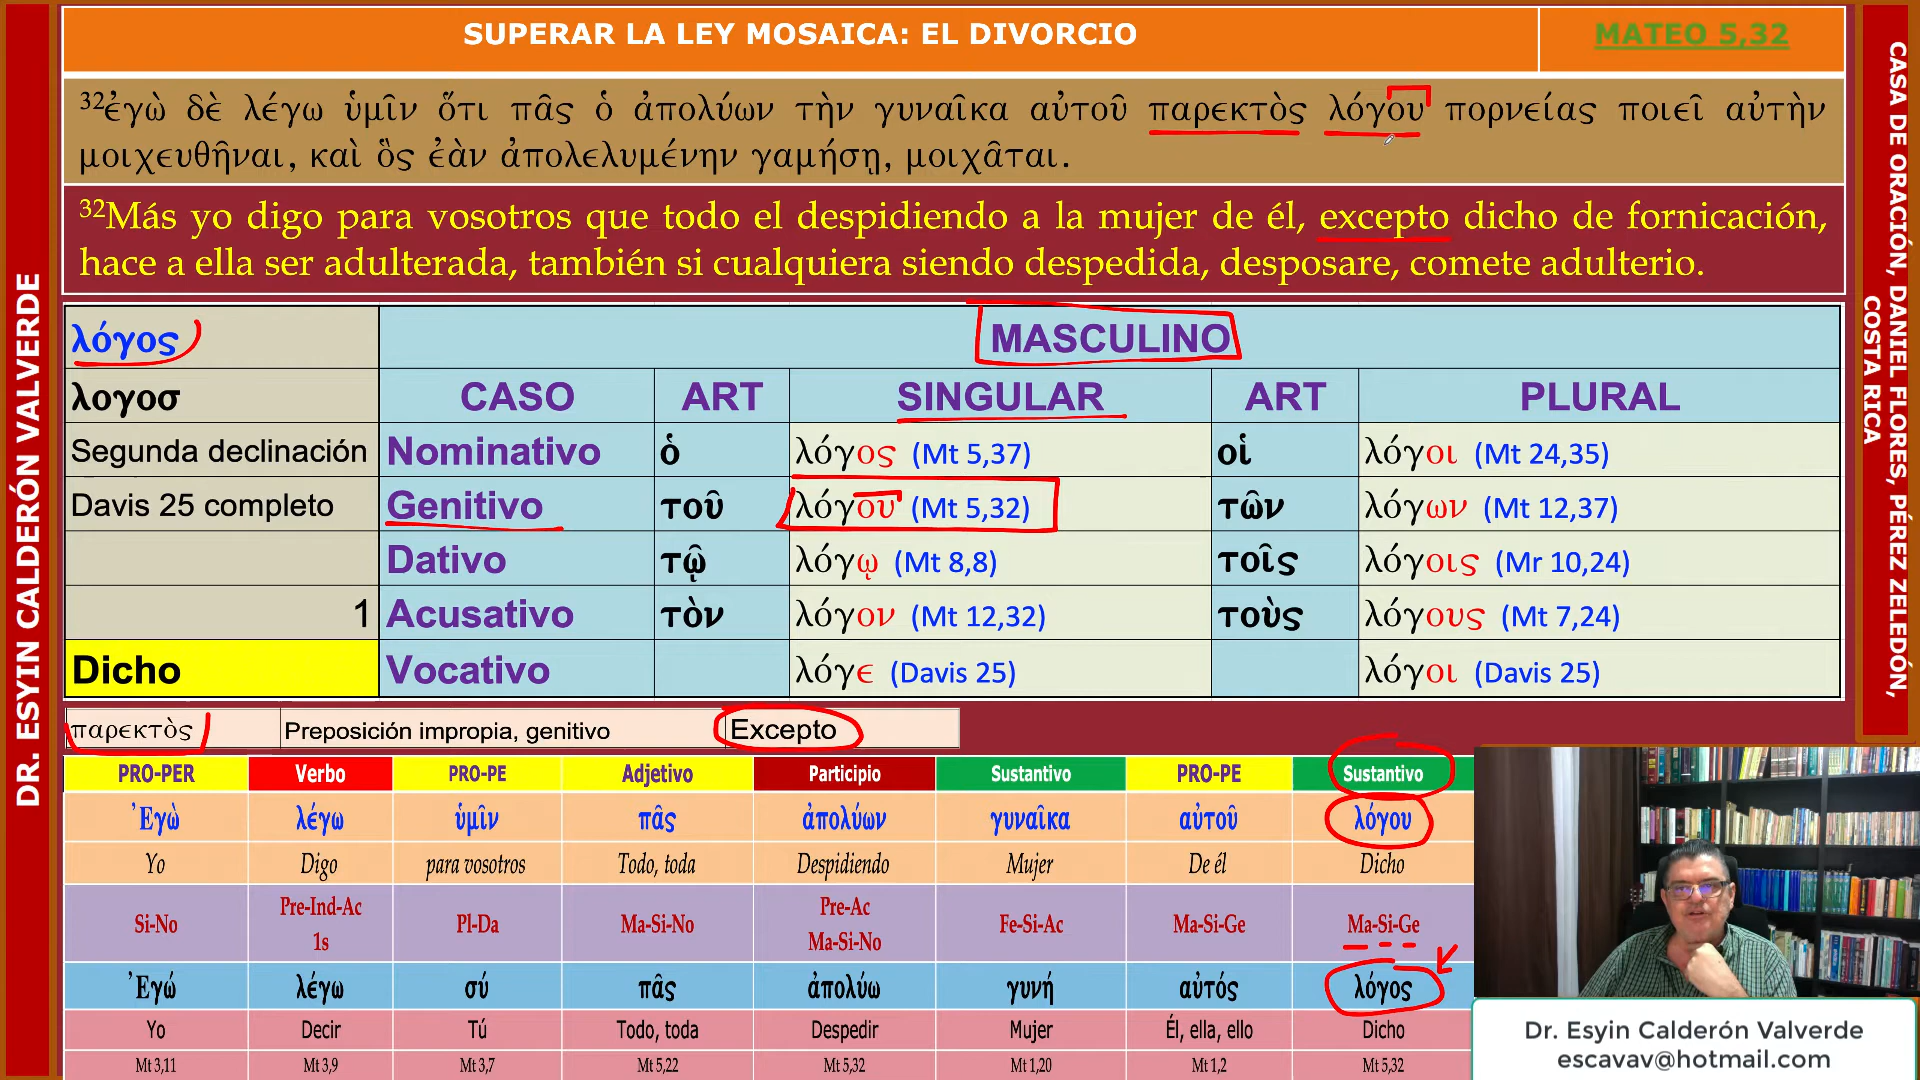 SUPERAR LA LEY MOSAICA: EL DIVORCIO
MATEO 5,32
32ἐγὼ δὲ λέγω ὑμῖν ὅτι πᾶς ὁ ἀπολύων τὴν γυναῖκα αὐτοῦ παρεκτὸς λόγου πορνείας ποιεῖ αὐτὴν
μοιχευθῆναι, καὶ ὃς ἐὰν ἀπολελυμένην γαμήσῃ, μοιχᾶται.
32Más yo digo para vosotros que todo el despidiendo a la mujer de él, excepto dicho de fornicación,
hace a ella ser adulterada, también si cualquiera siendo despedida, desposare, comete adulterio.
λόγος MASCULINO
λογοσ CASO ART SINGULAR ART PLURAL
Segunda declinación Nominativo ὁ λόγος (Mt 5,37) οἱ λόγοι (Mt 24,35)
Davis 25 completo Genitivo τοῦ λόγου (Mt 5,32) τῶν λόγων (Mt 12,37)
Dativo τῷ λόγῳ (Mt 8,8) τοῖς λόγοις (Mr 10,24)
1 Acusativo τὸν λόγον (Mt 12,32) τοὺς λόγους (Mt 7,24)
Dicho Vocativo λόγε (Davis 25) λόγοι (Davis 25)
παρεκτὸς Preposición impropia, genitivo Excepto
PRO-PER Verbo PRO-PE Adjetivo Participio Sustantivo PRO-PE Sustantivo
Ἐγὼ λέγω ὑμῖν πᾶς ἀπολύων γυναῖκα αὐτοῦ λόγου
Yo Digo para vosotros Todo, toda Despidiendo Mujer De él Dicho
Si-No Pre-Ind-Ac 1s Pl-Da Ma-Si-No Pre-Ac Ma-Si-No Fe-Si-Ac Ma-Si-Ge Ma-Si-Ge
Ἐγώ λέγω σύ πᾶς ἀπολύω γυνή αὐτός λόγος
Yo Decir Tú Todo, toda Despedir Mujer Él, ella, ello Dicho
Mt 3,11 Mt 3,9 Mt 3,7 Mt 5,22 Mt 5,32 Mt 1,20 Mt 1,2 Mt 5,32
DR. ESYIN CALDERÓN VALVERDE
CASA DE ORACIÓN, DANIEL FLORES, PÉREZ ZELEDÓN,
COSTA RICA
Dr. Esyin Calderón Valverde
escavav@hotmail.com